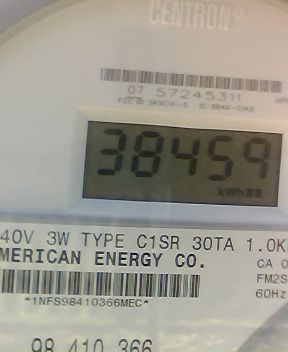 CENTRON®
07 57245311
38459
kWh
40V 3W TYPE C1SR 30TA 1.0K
MERICAN ENERGY CO.
CA 0
FM2S
*1NFS98410366MEC*
60Hz
98 410 366